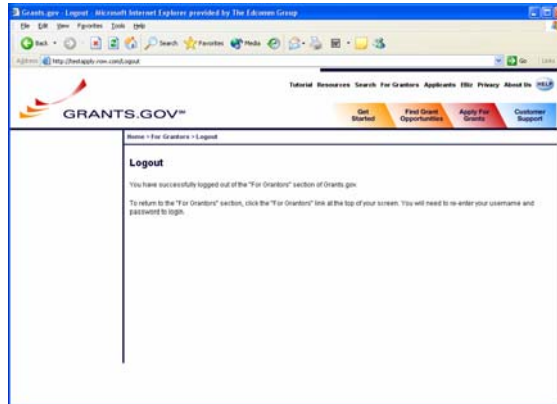 Grants.gov - Logout - Microsoft Internet Explorer provided by The Edcomm Group
File Edit View Favorites Tools Help
Back Search Favorites Media
Address http://testapply-row.com/Logout Go Links
Tutorial Resources Search For Grantors Applicants EBiz Privacy About Us HELP
GRANTS.GOV℠
Get Started Find Grant Opportunities Apply For Grants Customer Support
Home > For Grantors > Logout
Logout
You have successfully logged out of the "For Grantors" section of Grants.gov
To return to the "For Grantors" section, click the "For Grantors" link at the top of your screen. You will need to re-enter your username and
password to login.